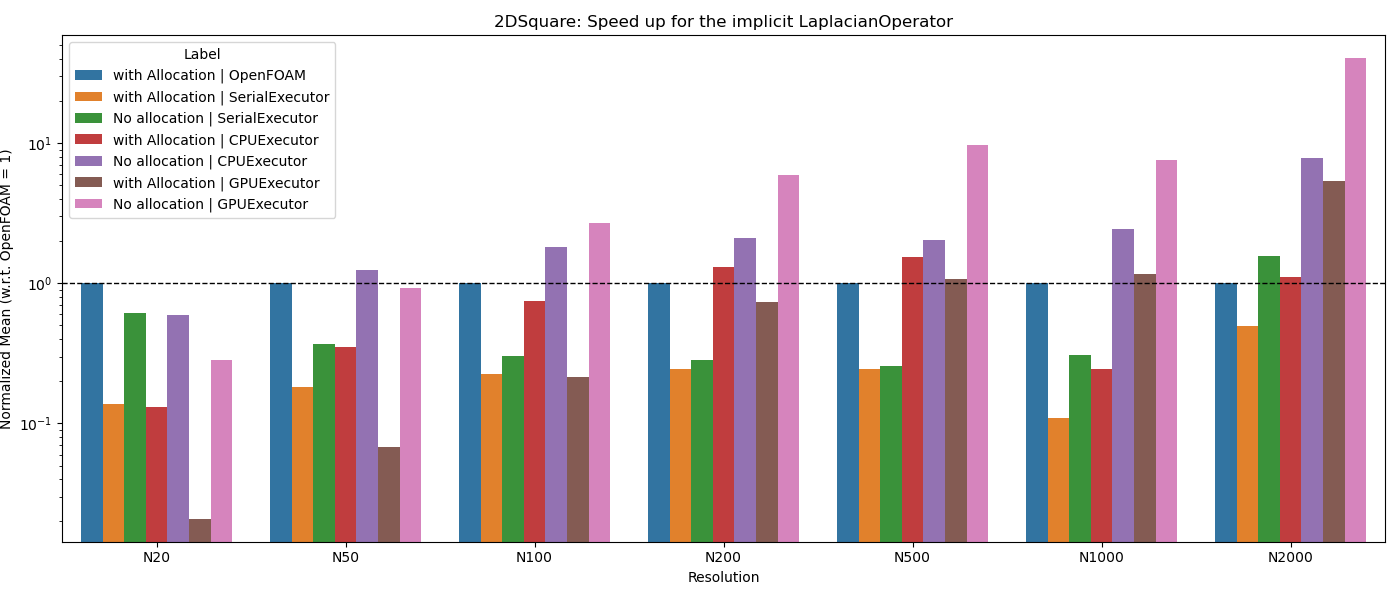 2DSquare: Speed up for the implicit LaplacianOperator
Label
with Allocation | OpenFOAM
with Allocation | SerialExecutor
No allocation | SerialExecutor
with Allocation | CPUExecutor
No allocation | CPUExecutor
with Allocation | GPUExecutor
No allocation | GPUExecutor
Normalized Mean (w.r.t. OpenFOAM = 1)
10¹
10⁰
10⁻¹
N20 N50 N100 N200 N500 N1000 N2000
Resolution